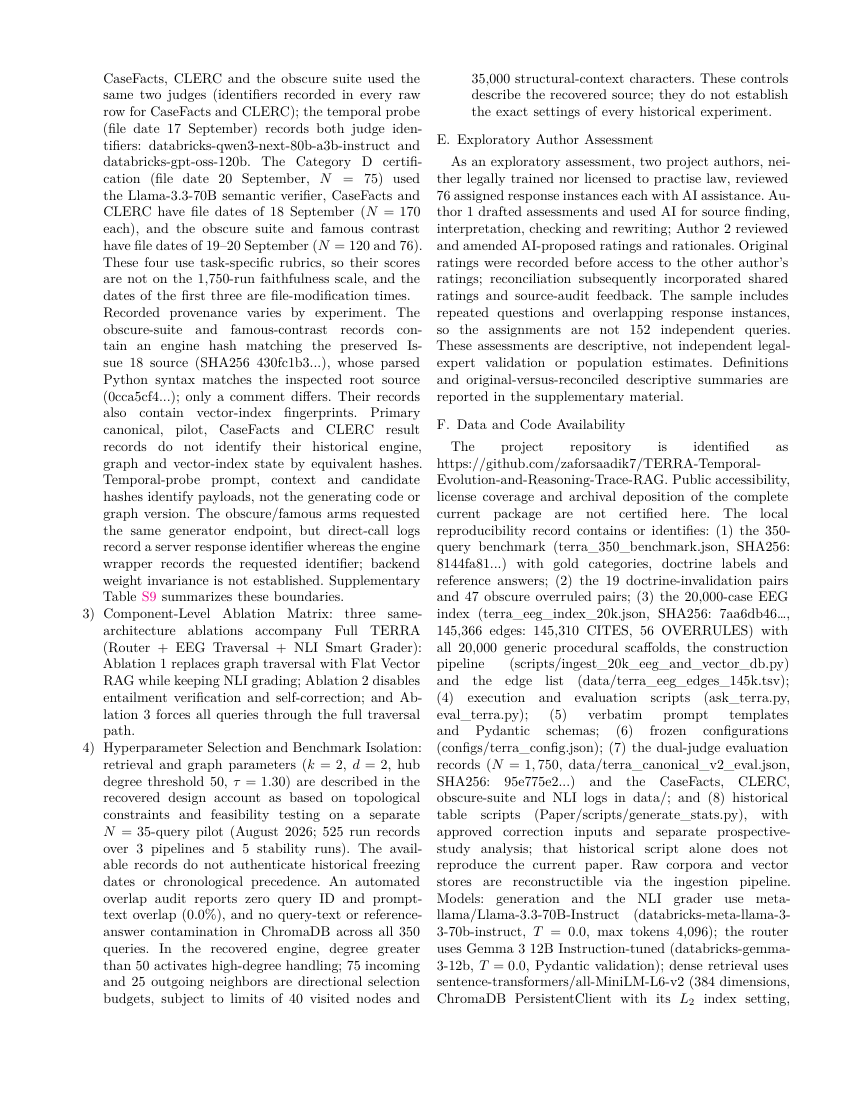 CaseFacts, CLERC and the obscure suite used the
same two judges (identifiers recorded in every raw
row for CaseFacts and CLERC); the temporal probe
(file date 17 September) records both judge iden-
tifiers: databricks-qwen3-next-80b-a3b-instruct and
databricks-gpt-oss-120b. The Category D certifi-
cation (file date 20 September, N = 75) used
the Llama-3.3-70B semantic verifier, CaseFacts and
CLERC have file dates of 18 September (N = 170
each), and the obscure suite and famous contrast
have file dates of 19–20 September (N = 120 and 76).
These four use task-specific rubrics, so their scores
are not on the 1,750-run faithfulness scale, and the
dates of the first three are file-modification times.
Recorded provenance varies by experiment. The
obscure-suite and famous-contrast records con-
tain an engine hash matching the preserved Is-
sue 18 source (SHA256 430fc1b3...), whose parsed
Python syntax matches the inspected root source
(0cca5cf4...); only a comment differs. Their records
also contain vector-index fingerprints. Primary
canonical, pilot, CaseFacts and CLERC result
records do not identify their historical engine,
graph and vector-index state by equivalent hashes.
Temporal-probe prompt, context and candidate
hashes identify payloads, not the generating code or
graph version. The obscure/famous arms requested
the same generator endpoint, but direct-call logs
record a server response identifier whereas the engine
wrapper records the requested identifier; backend
weight invariance is not established. Supplementary
Table S9 summarizes these boundaries.
3) Component-Level Ablation Matrix: three same-
architecture ablations accompany Full TERRA
(Router + EEG Traversal + NLI Smart Grader):
Ablation 1 replaces graph traversal with Flat Vector
RAG while keeping NLI grading; Ablation 2 disables
entailment verification and self-correction; and Ab-
lation 3 forces all queries through the full traversal
path.
4) Hyperparameter Selection and Benchmark Isolation:
retrieval and graph parameters (k = 2, d = 2, hub
degree threshold 50, τ = 1.30) are described in the
recovered design account as based on topological
constraints and feasibility testing on a separate
N = 35-query pilot (August 2026; 525 run records
over 3 pipelines and 5 stability runs). The avail-
able records do not authenticate historical freezing
dates or chronological precedence. An automated
overlap audit reports zero query ID and prompt-
text overlap (0.0%), and no query-text or reference-
answer contamination in ChromaDB across all 350
queries. In the recovered engine, degree greater
than 50 activates high-degree handling; 75 incoming
and 25 outgoing neighbors are directional selection
budgets, subject to limits of 40 visited nodes and
35,000 structural-context characters. These controls
describe the recovered source; they do not establish
the exact settings of every historical experiment.
E. Exploratory Author Assessment
As an exploratory assessment, two project authors, nei-
ther legally trained nor licensed to practise law, reviewed
76 assigned response instances each with AI assistance. Au-
thor 1 drafted assessments and used AI for source finding,
interpretation, checking and rewriting; Author 2 reviewed
and amended AI-proposed ratings and rationales. Original
ratings were recorded before access to the other author's
ratings; reconciliation subsequently incorporated shared
ratings and source-audit feedback. The sample includes
repeated questions and overlapping response instances,
so the assignments are not 152 independent queries.
These assessments are descriptive, not independent legal-
expert validation or population estimates. Definitions
and original-versus-reconciled descriptive summaries are
reported in the supplementary material.
F. Data and Code Availability
The project repository is identified as
https://github.com/zaforsaadik7/TERRA-Temporal-
Evolution-and-Reasoning-Trace-RAG. Public accessibility,
license coverage and archival deposition of the complete
current package are not certified here. The local
reproducibility record contains or identifies: (1) the 350-
query benchmark (terra_350_benchmark.json, SHA256:
8144fa81...) with gold categories, doctrine labels and
reference answers; (2) the 19 doctrine-invalidation pairs
and 47 obscure overruled pairs; (3) the 20,000-case EEG
index (terra_eeg_index_20k.json, SHA256: 7aa6db46...,
145,366 edges: 145,310 CITES, 56 OVERRULES) with
all 20,000 generic procedural scaffolds, the construction
pipeline (scripts/ingest_20k_eeg_and_vector_db.py)
and the edge list (data/terra_eeg_edges_145k.tsv);
(4) execution and evaluation scripts (ask_terra.py,
eval_terra.py); (5) verbatim prompt templates
and Pydantic schemas; (6) frozen configurations
(configs/terra_config.json); (7) the dual-judge evaluation
records (N = 1,750, data/terra_canonical_v2_eval.json,
SHA256: 95e775e2...) and the CaseFacts, CLERC,
obscure-suite and NLI logs in data/; and (8) historical
table scripts (Paper/scripts/generate_stats.py), with
approved correction inputs and separate prospective-
study analysis; that historical script alone does not
reproduce the current paper. Raw corpora and vector
stores are reconstructible via the ingestion pipeline.
Models: generation and the NLI grader use meta-
llama/Llama-3.3-70B-Instruct (databricks-meta-llama-3-
3-70b-instruct, T = 0.0, max tokens 4,096); the router
uses Gemma 3 12B Instruction-tuned (databricks-gemma-
3-12b, T = 0.0, Pydantic validation); dense retrieval uses
sentence-transformers/all-MiniLM-L6-v2 (384 dimensions,
ChromaDB PersistentClient with its L2 index setting,